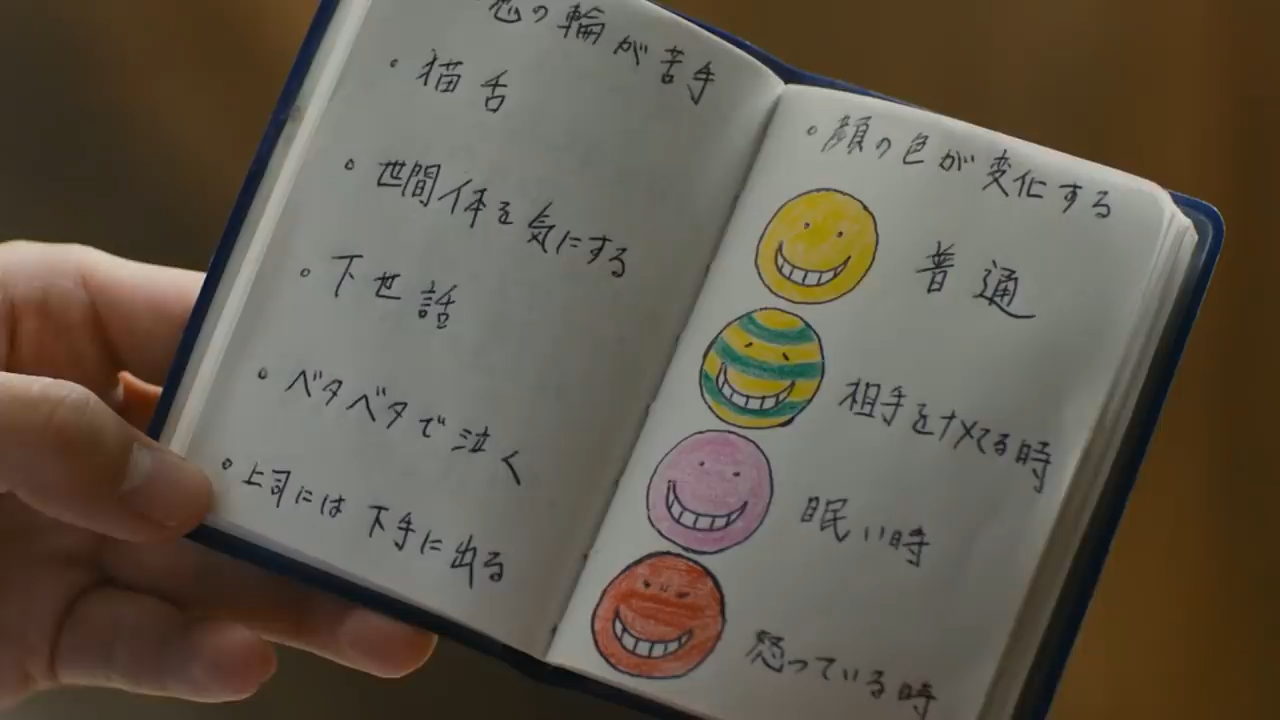 の輪が苦手
・猫舌
・世間体を気にする
・下世話
・ベタベタで泣く
・上司には下手に出る
・顔の色が変化する
普通
相手をナメてる時
眠い時
怒っている時